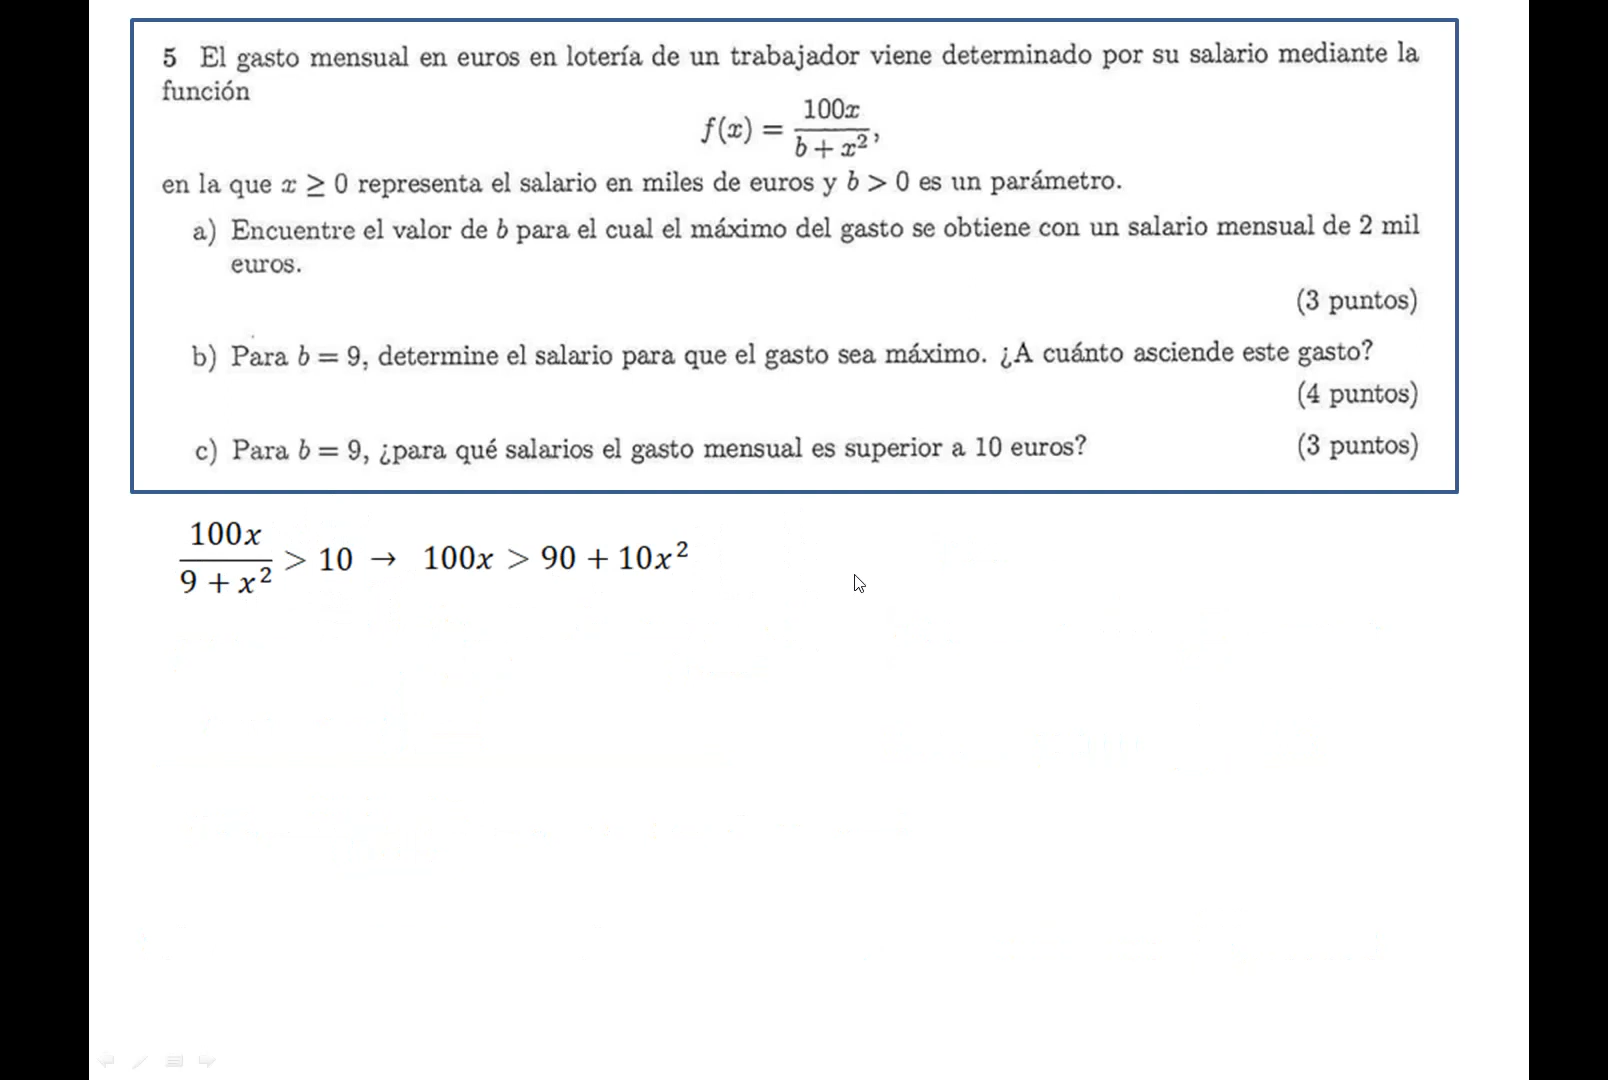 5 El gasto mensual en euros en lotería de un trabajador viene determinado por su salario mediante la
función
f(x) = 100x / (b + x²),
en la que x ≥ 0 representa el salario en miles de euros y b > 0 es un parámetro.
a) Encuentre el valor de b para el cual el máximo del gasto se obtiene con un salario mensual de 2 mil
euros.
(3 puntos)
b) Para b = 9, determine el salario para que el gasto sea máximo. ¿A cuánto asciende este gasto?
(4 puntos)
c) Para b = 9, ¿para qué salarios el gasto mensual es superior a 10 euros? (3 puntos)
100x / (9 + x²) > 10 → 100x > 90 + 10x²